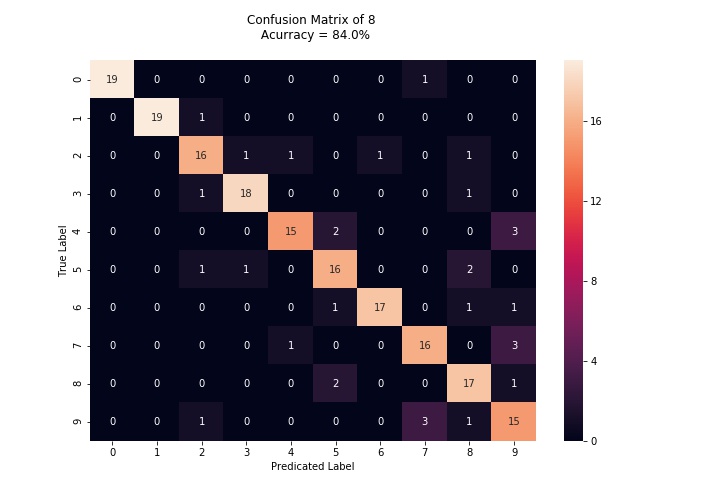 Confusion Matrix of 8
Acurracy = 84.0%
0 19 0 0 0 0 0 0 1 0 0
1 0 19 1 0 0 0 0 0 0 0
2 0 0 16 1 1 0 1 0 1 0
3 0 0 1 18 0 0 0 0 1 0
4 0 0 0 0 15 2 0 0 0 3
5 0 0 1 1 0 16 0 0 2 0
6 0 0 0 0 0 1 17 0 1 1
7 0 0 0 0 1 0 0 16 0 3
8 0 0 0 0 0 2 0 0 17 1
9 0 0 1 0 0 0 0 3 1 15
0 1 2 3 4 5 6 7 8 9
True Label
Predicated Label
16
12
8
4
0